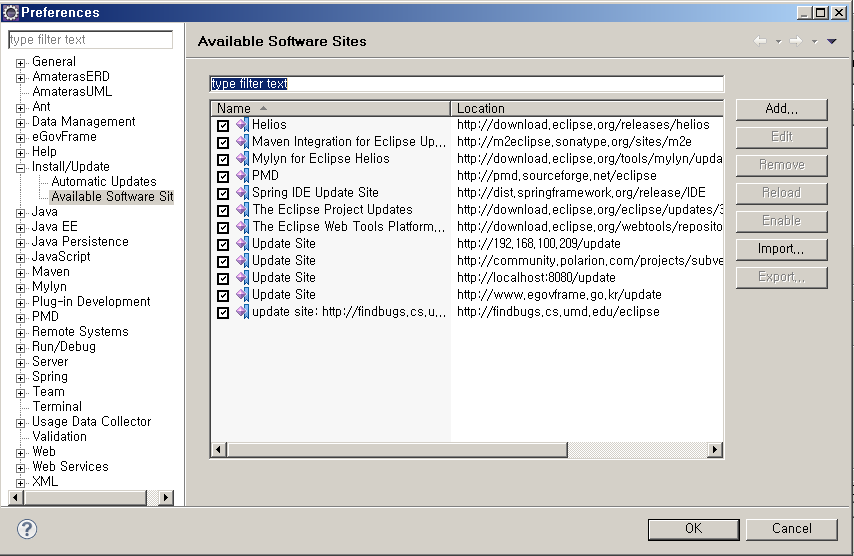 Preferences
type filter text
General
AmaterasERD
AmaterasUML
Ant
Data Management
eGovFrame
Help
Install/Update
Automatic Updates
Available Software Sit
Java
Java EE
Java Persistence
JavaScript
Maven
Mylyn
Plug-in Development
PMD
Remote Systems
Run/Debug
Server
Spring
Team
Terminal
Usage Data Collector
Validation
Web
Web Services
XML
Available Software Sites
type filter text
Name Location
Helios http://download.eclipse.org/releases/helios
Maven Integration for Eclipse Up... http://m2eclipse.sonatype.org/sites/m2e
Mylyn for Eclipse Helios http://download.eclipse.org/tools/mylyn/upda
PMD http://pmd.sourceforge.net/eclipse
Spring IDE Update Site http://dist.springframework.org/release/IDE
The Eclipse Project Updates http://download.eclipse.org/eclipse/updates/3
The Eclipse Web Tools Platform... http://download.eclipse.org/webtools/reposito
Update Site http://192.168.100.209/update
Update Site http://community.polarion.com/projects/subve
Update Site http://localhost:8080/update
Update Site http://www.egovframe.go.kr/update
update site: http://findbugs.cs.u... http://findbugs.cs.umd.edu/eclipse
Add...
Edit
Remove
Reload
Enable
Import...
Export...
?
OK Cancel